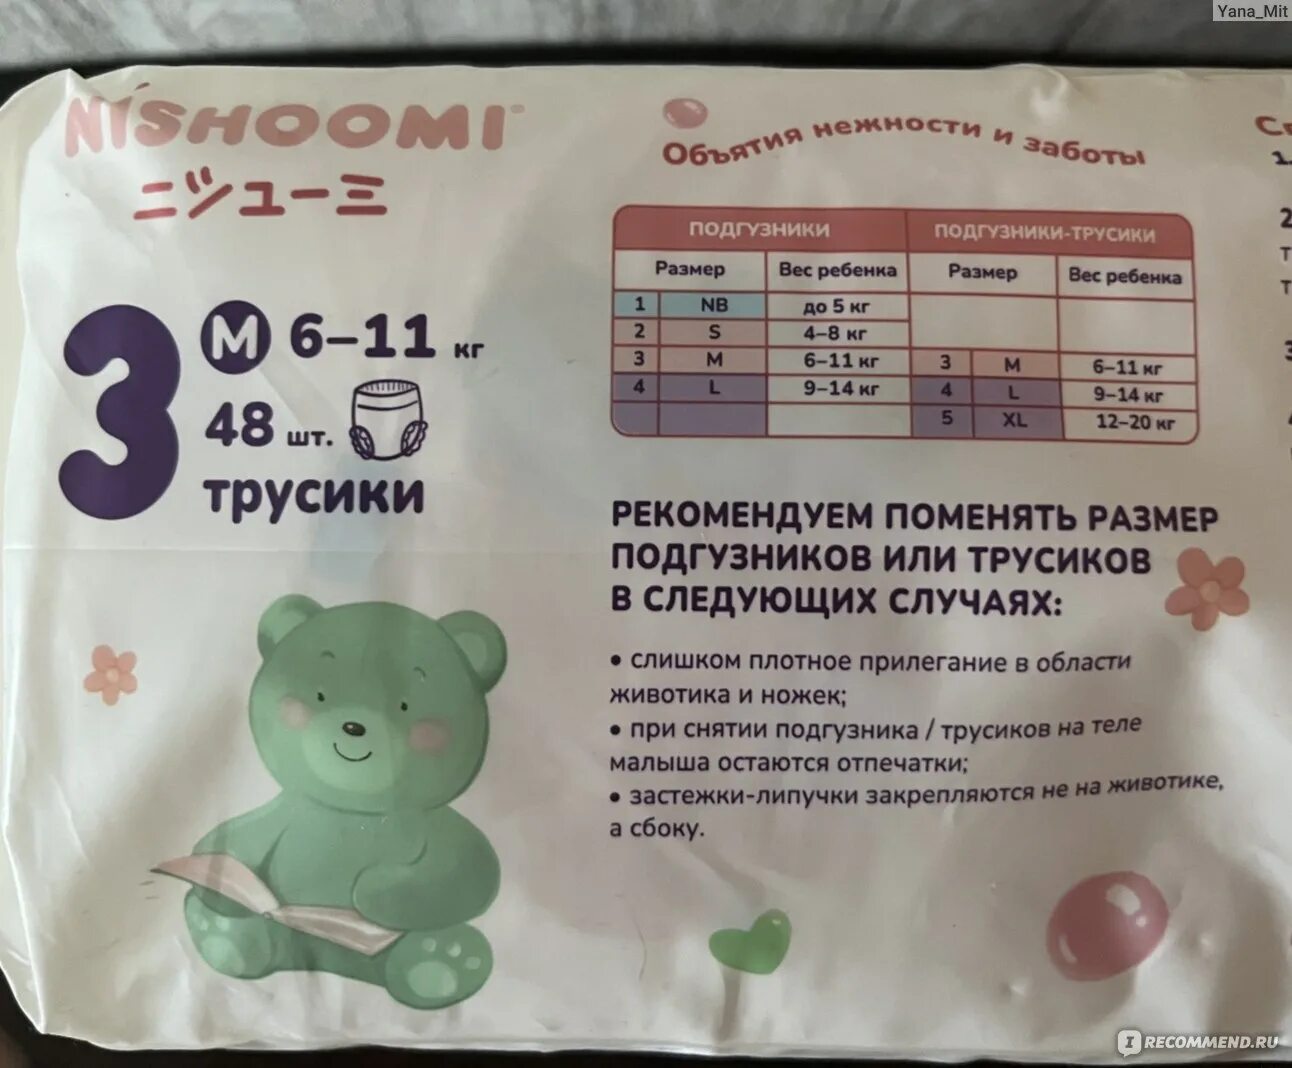 Yana_Mit
NISHOOMI
ニシューミ
3
M 6–11 кг
48 шт.
трусики
Объятия нежности и заботы
ПОДГУЗНИКИ ПОДГУЗНИКИ-ТРУСИКИ
Размер Вес ребенка Размер Вес ребенка
1 NB до 5 кг
2 S 4–8 кг
3 M 6–11 кг 3 M 6–11 кг
4 L 9–14 кг 4 L 9–14 кг
5 XL 12–20 кг
РЕКОМЕНДУЕМ ПОМЕНЯТЬ РАЗМЕР
ПОДГУЗНИКОВ ИЛИ ТРУСИКОВ
В СЛЕДУЮЩИХ СЛУЧАЯХ:
• слишком плотное прилегание в области
животика и ножек;
• при снятии подгузника / трусиков на теле
малыша остаются отпечатки;
• застежки-липучки закрепляются не на животике,
а сбоку.
IRECOMMEND.RU